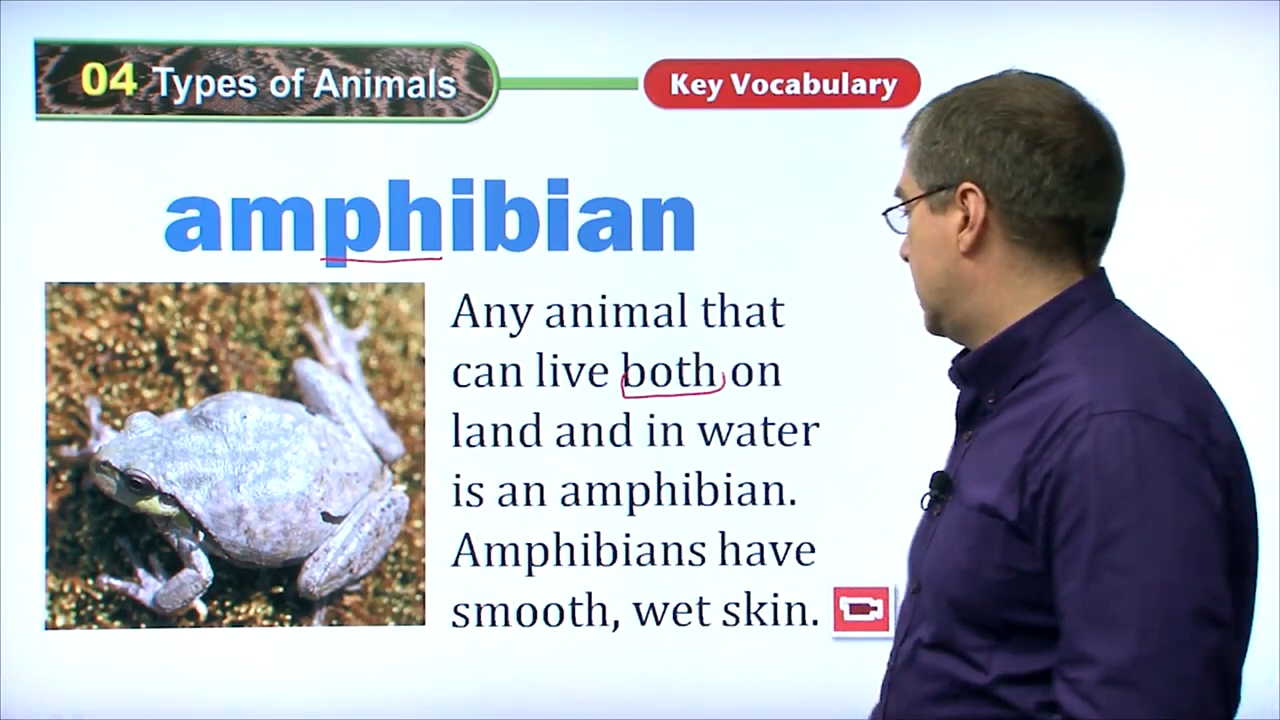 04 Types of Animals
Key Vocabulary
amphibian
Any animal that
can live both on
land and in water
is an amphibian.
Amphibians have
smooth, wet skin.